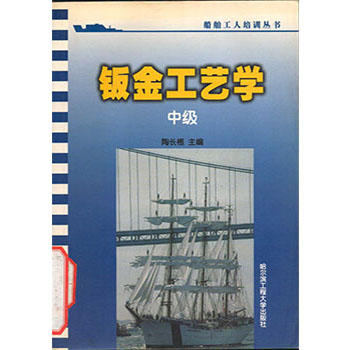 船舶工人培训丛书
钣金工艺学
中级
陶长栋 主编
哈尔滨工程大学出版社